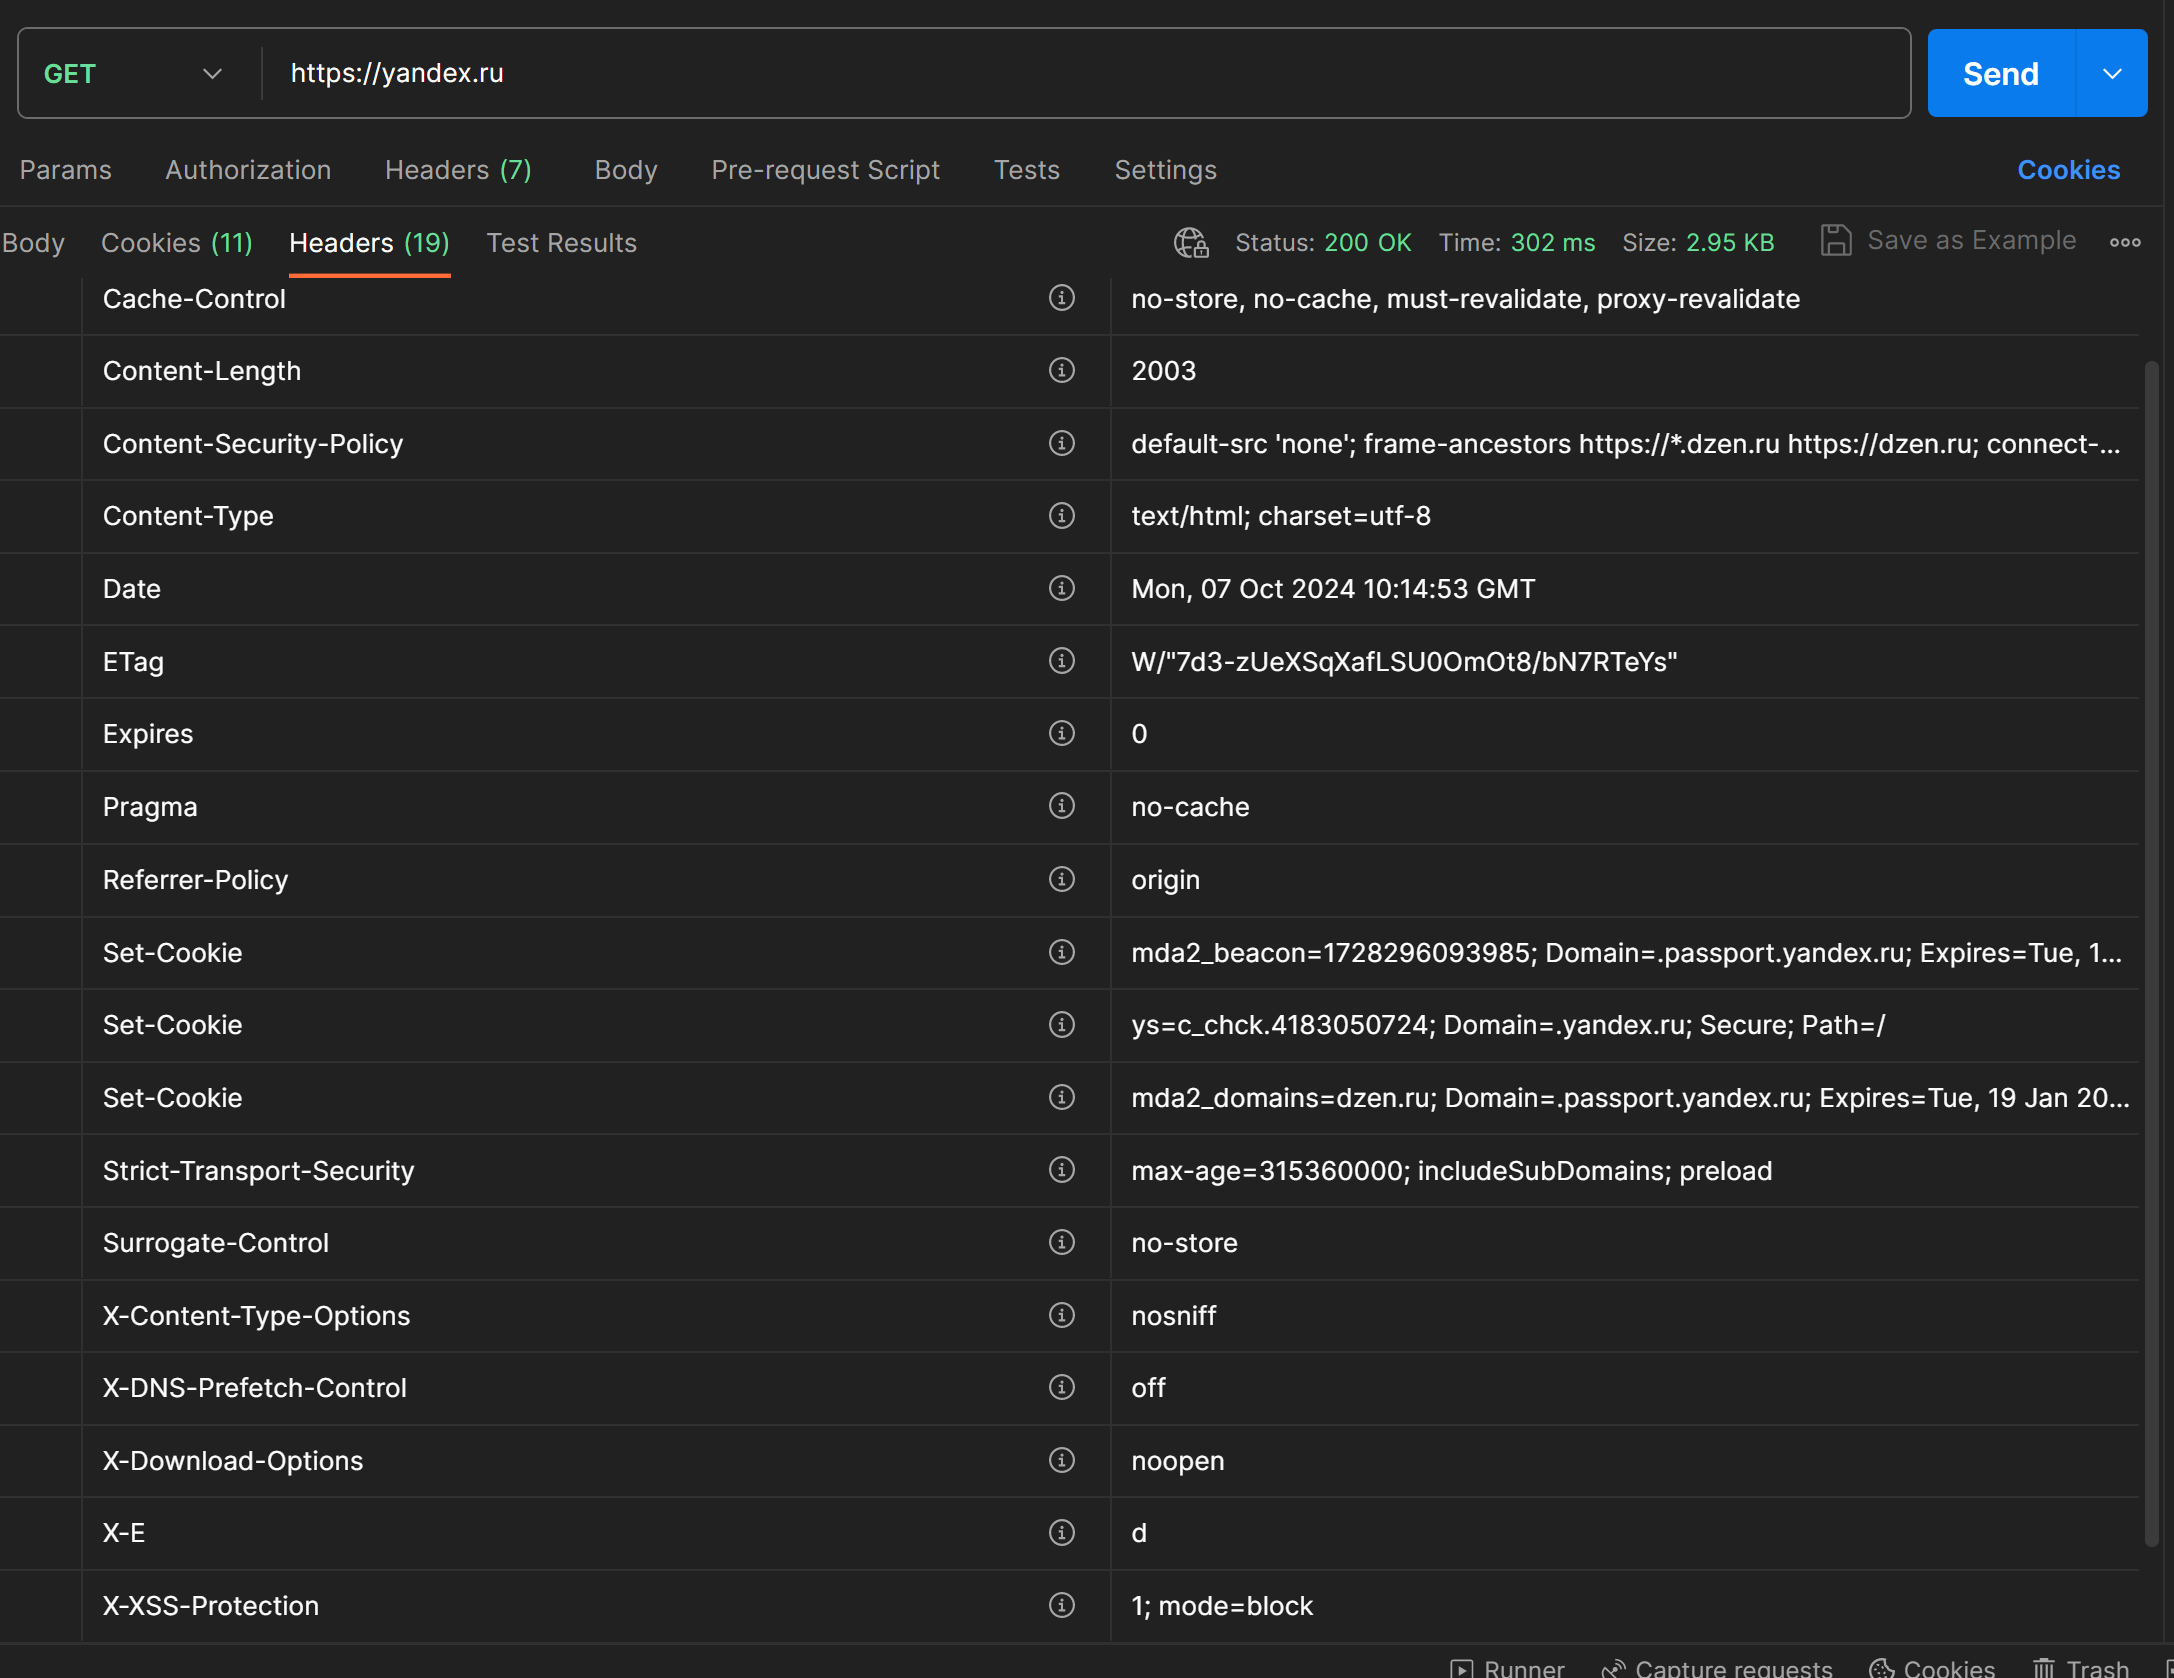 GET https://yandex.ru Send
Params Authorization Headers (7) Body Pre-request Script Tests Settings Cookies
Body Cookies (11) Headers (19) Test Results Status: 200 OK Time: 302 ms Size: 2.95 KB Save as Example
Cache-Control no-store, no-cache, must-revalidate, proxy-revalidate
Content-Length 2003
Content-Security-Policy default-src 'none'; frame-ancestors https://*.dzen.ru https://dzen.ru; connect-...
Content-Type text/html; charset=utf-8
Date Mon, 07 Oct 2024 10:14:53 GMT
ETag W/"7d3-zUeXSqXafLSU0OmOt8/bN7RTeYs"
Expires 0
Pragma no-cache
Referrer-Policy origin
Set-Cookie mda2_beacon=1728296093985; Domain=.passport.yandex.ru; Expires=Tue, 1...
Set-Cookie ys=c_chck.4183050724; Domain=.yandex.ru; Secure; Path=/
Set-Cookie mda2_domains=dzen.ru; Domain=.passport.yandex.ru; Expires=Tue, 19 Jan 20...
Strict-Transport-Security max-age=315360000; includeSubDomains; preload
Surrogate-Control no-store
X-Content-Type-Options nosniff
X-DNS-Prefetch-Control off
X-Download-Options noopen
X-E d
X-XSS-Protection 1; mode=block
Runner Capture requests Cookies Trash